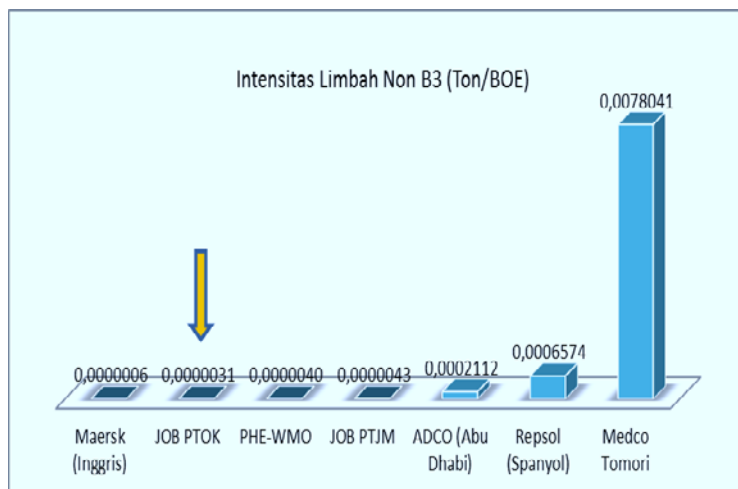 Intensitas Limbah Non B3 (Ton/BOE)
0,0078041
0,0000006 0,0000031 0,0000040 0,0000043 0,0002112 0,0006574
Maersk (Inggris)
JOB PTOK
PHE-WMO
JOB PTJM
ADCO (Abu Dhabi)
Repsol (Spanyol)
Medco Tomori